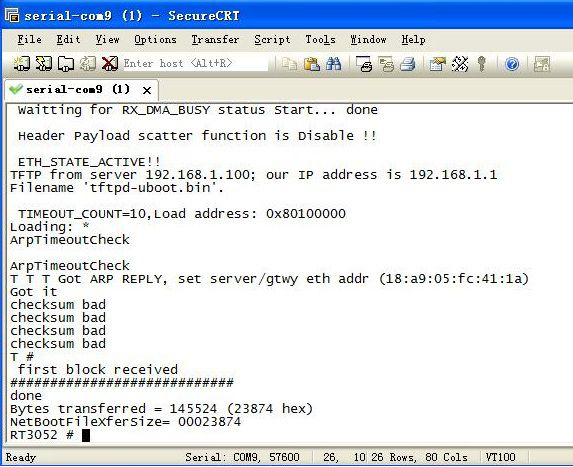 serial-com9 (1) - SecureCRT
File Edit View Options Transfer Script Tools Window Help
Enter host <Alt+R>
serial-com9 (1) ×
Waitting for RX_DMA_BUSY status Start... done
Header Payload scatter function is Disable !!
ETH_STATE_ACTIVE!!
TFTP from server 192.168.1.100; our IP address is 192.168.1.1
Filename 'tftpd-uboot.bin'.
TIMEOUT_COUNT=10,Load address: 0x80100000
Loading: *
ArpTimeoutCheck
ArpTimeoutCheck
T T T Got ARP REPLY, set server/gtwy eth addr (18:a9:05:fc:41:1a)
Got it
checksum bad
checksum bad
checksum bad
checksum bad
T #
first block received
############################
done
Bytes transferred = 145524 (23874 hex)
NetBootFileXferSize= 00023874
RT3052 #
Ready Serial: COM9, 57600 26, 10 26 Rows, 80 Cols VT100